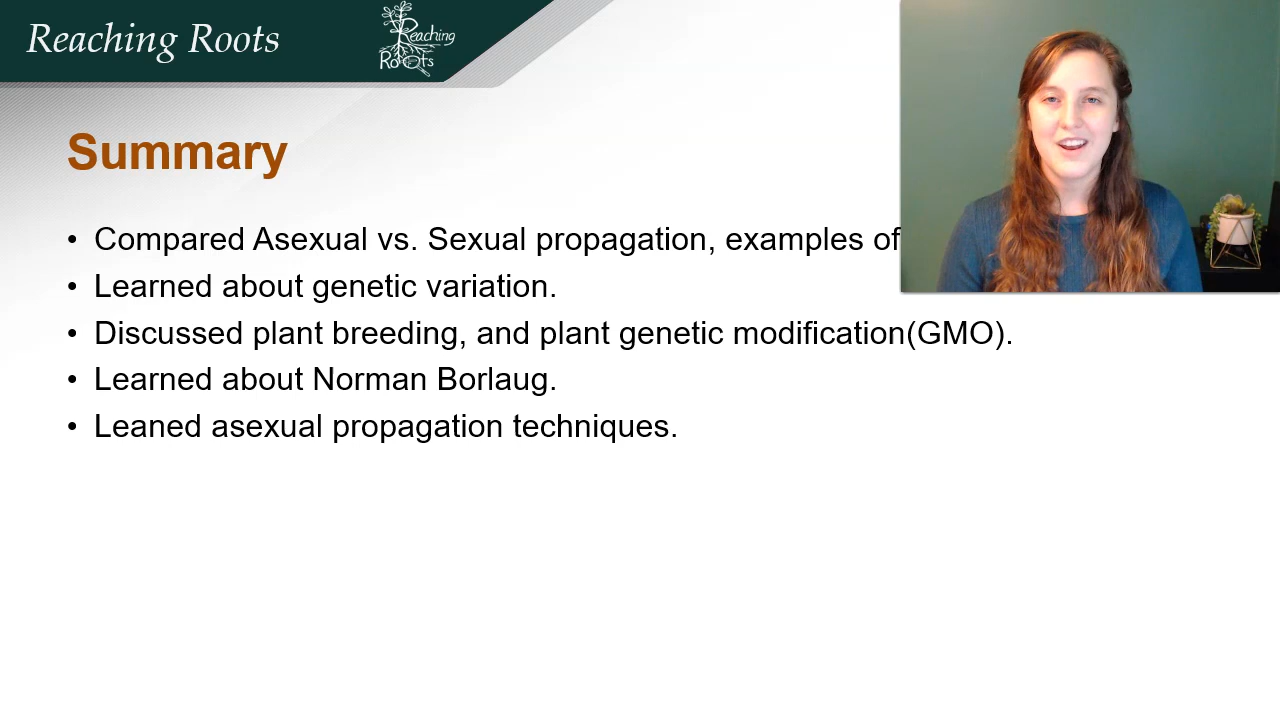 Reaching Roots
Reaching
Roots
Summary
• Compared Asexual vs. Sexual propagation, examples of
• Learned about genetic variation.
• Discussed plant breeding, and plant genetic modification(GMO).
• Learned about Norman Borlaug.
• Leaned asexual propagation techniques.